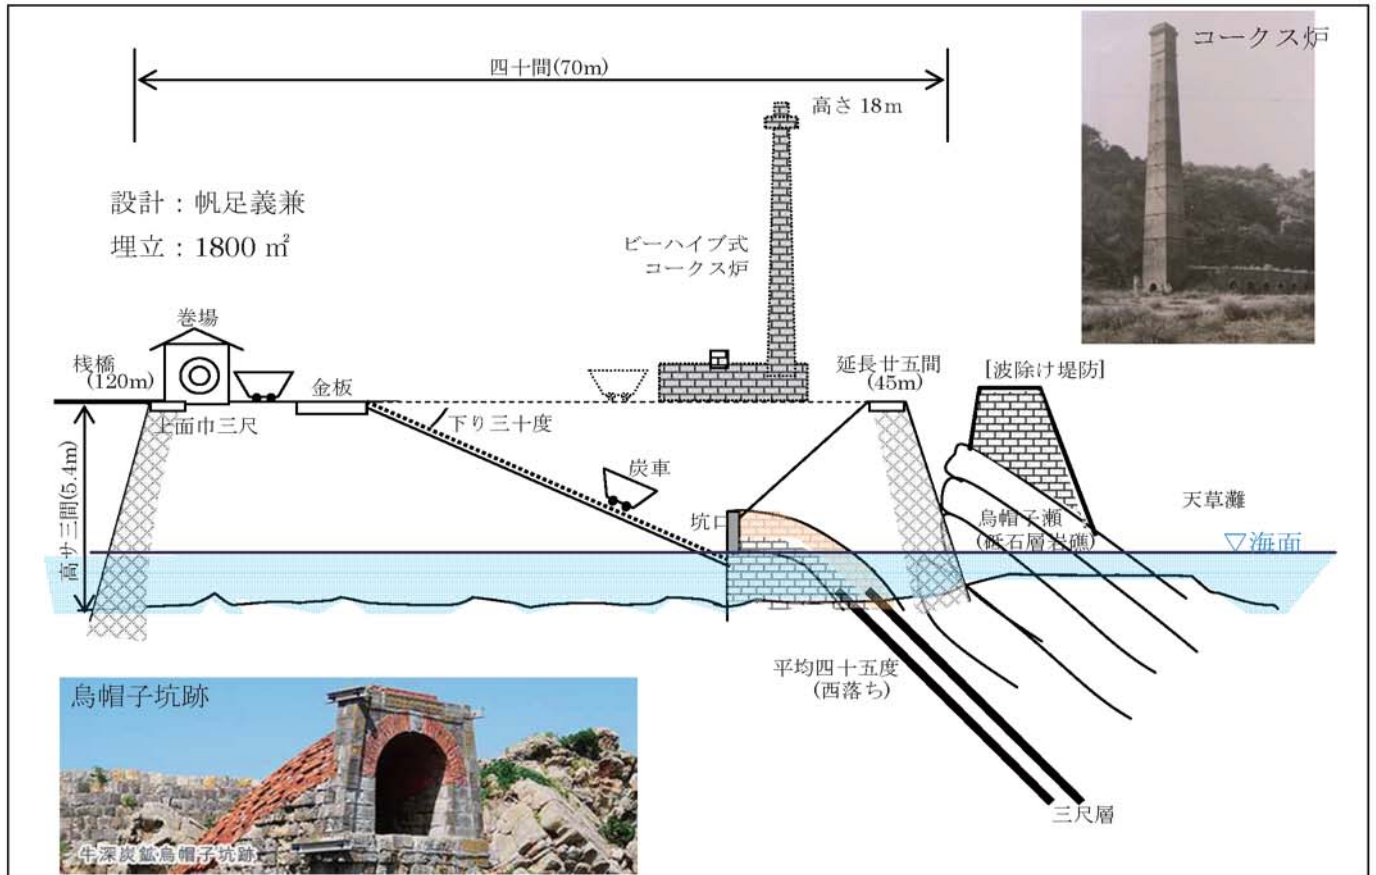 コークス炉
四十間(70m)
高さ 18m
設計：帆足義兼
埋立：1800 ㎡
ビーハイブ式
コークス炉
巻場
桟橋
(120m)
金板
延長廿五間
(45m)
[波除け堤防]
上面巾三尺
下り三十度
炭車
天草灘
高サ三間(5.4m)
坑口
烏帽子瀬
(砥石層岩礁)
▽海面
平均四十五度
(西落ち)
烏帽子坑跡
三尺層
牛深炭鉱烏帽子坑跡